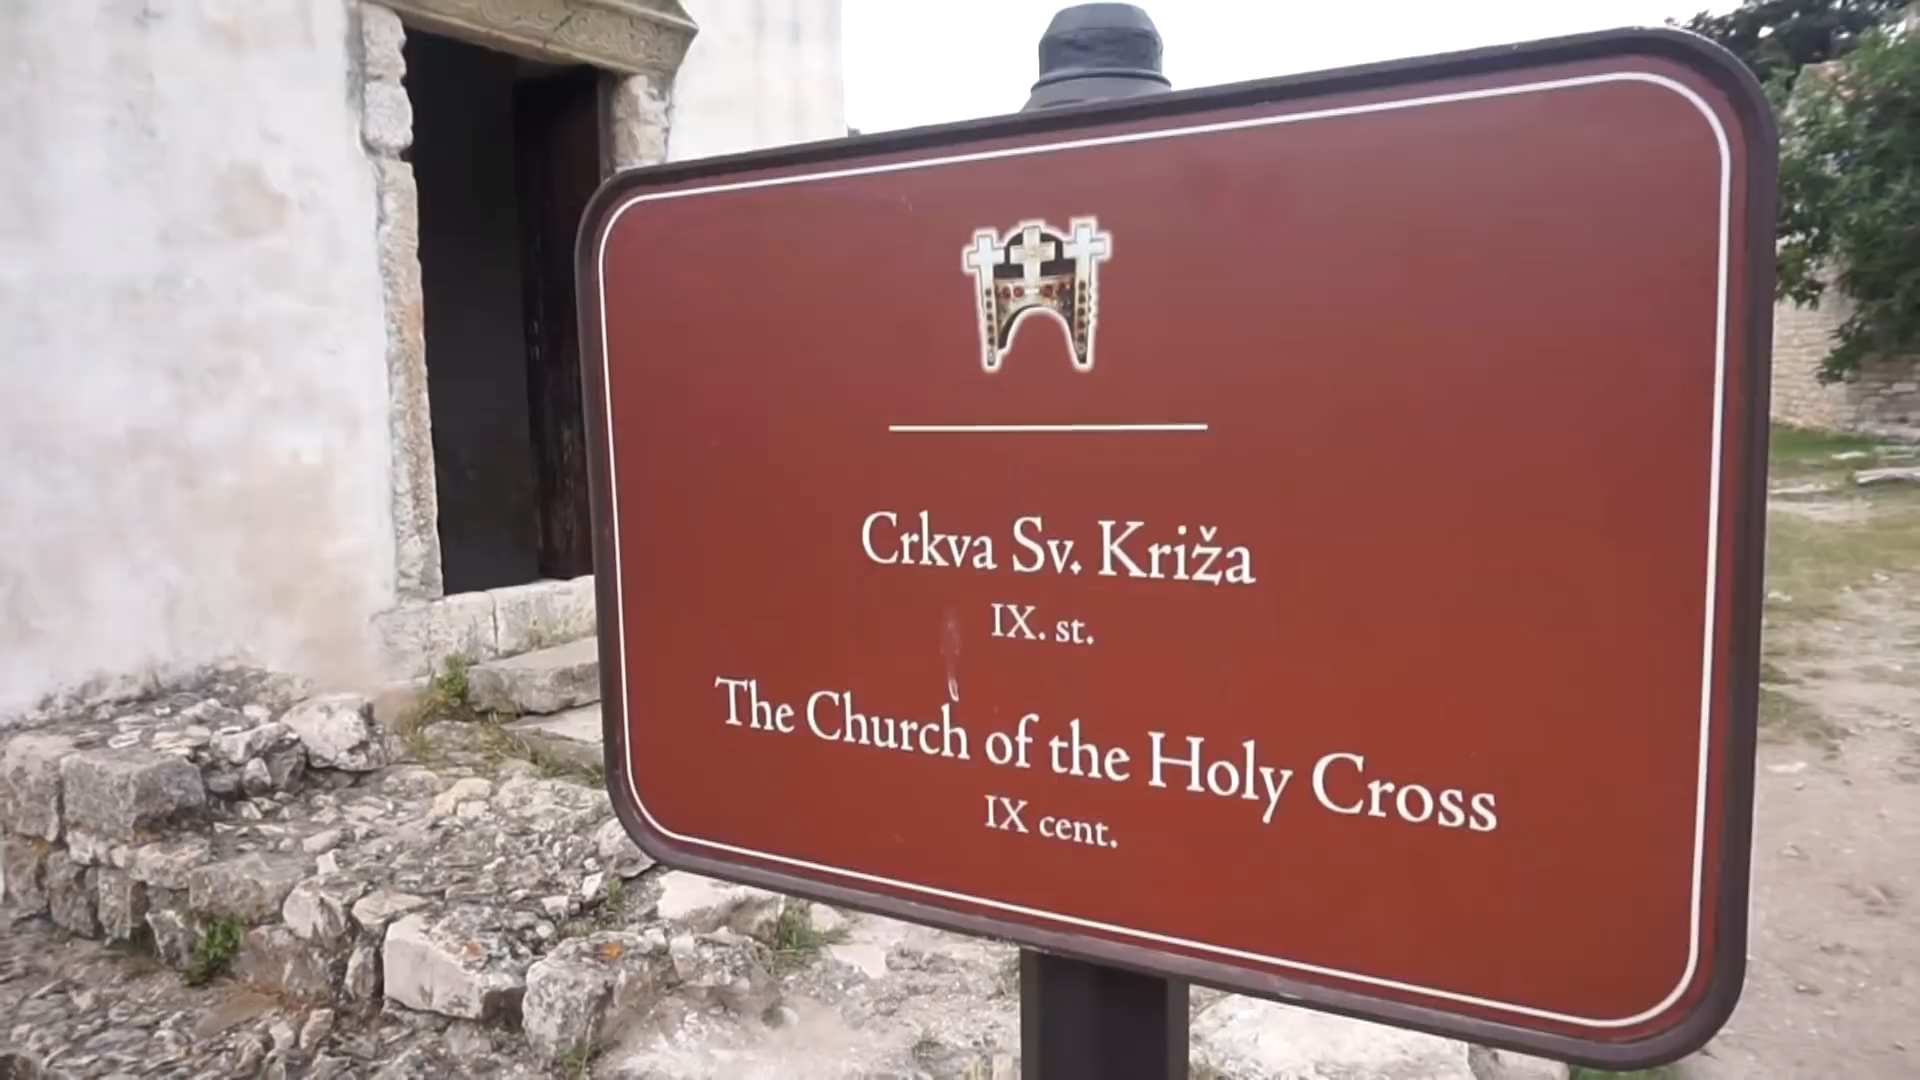 Crkva Sv. Križa
IX. st.
The Church of the Holy Cross
IX cent.